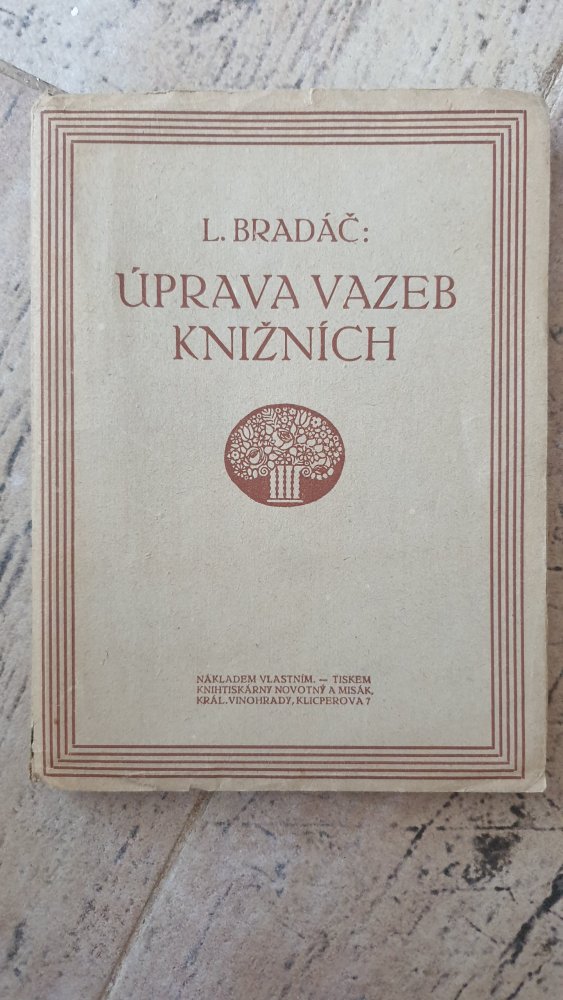 L. BRADÁČ:
ÚPRAVA VAZEB
KNIŽNÍCH
NÁKLADEM VLASTNÍM. — TISKEM
KNIHTISKÁRNY NOVOTNÝ A MISÁK,
KRÁL. VINOHRADY, KLICPEROVA 7